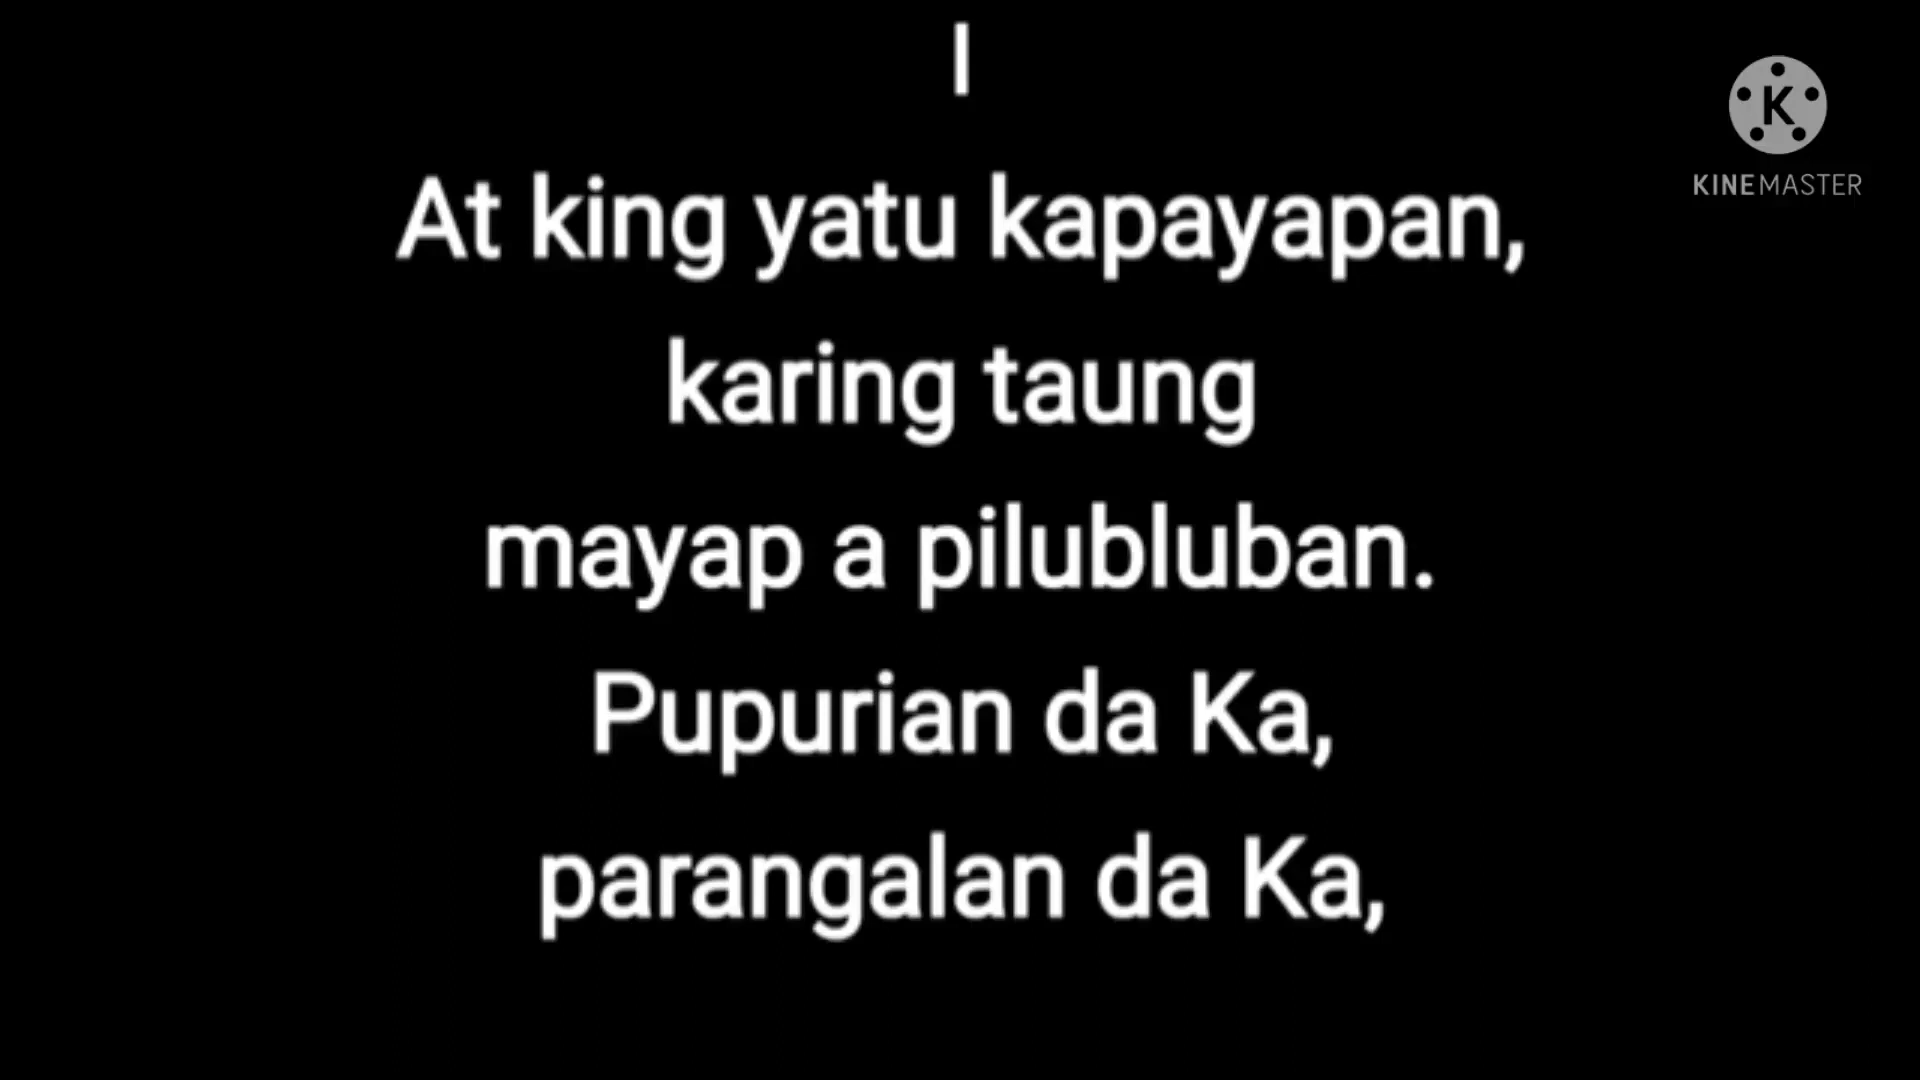 I
At king yatu kapayapan,
karing taung
mayap a pilubluban.
Pupurian da Ka,
parangalan da Ka,
K
KINEMASTER